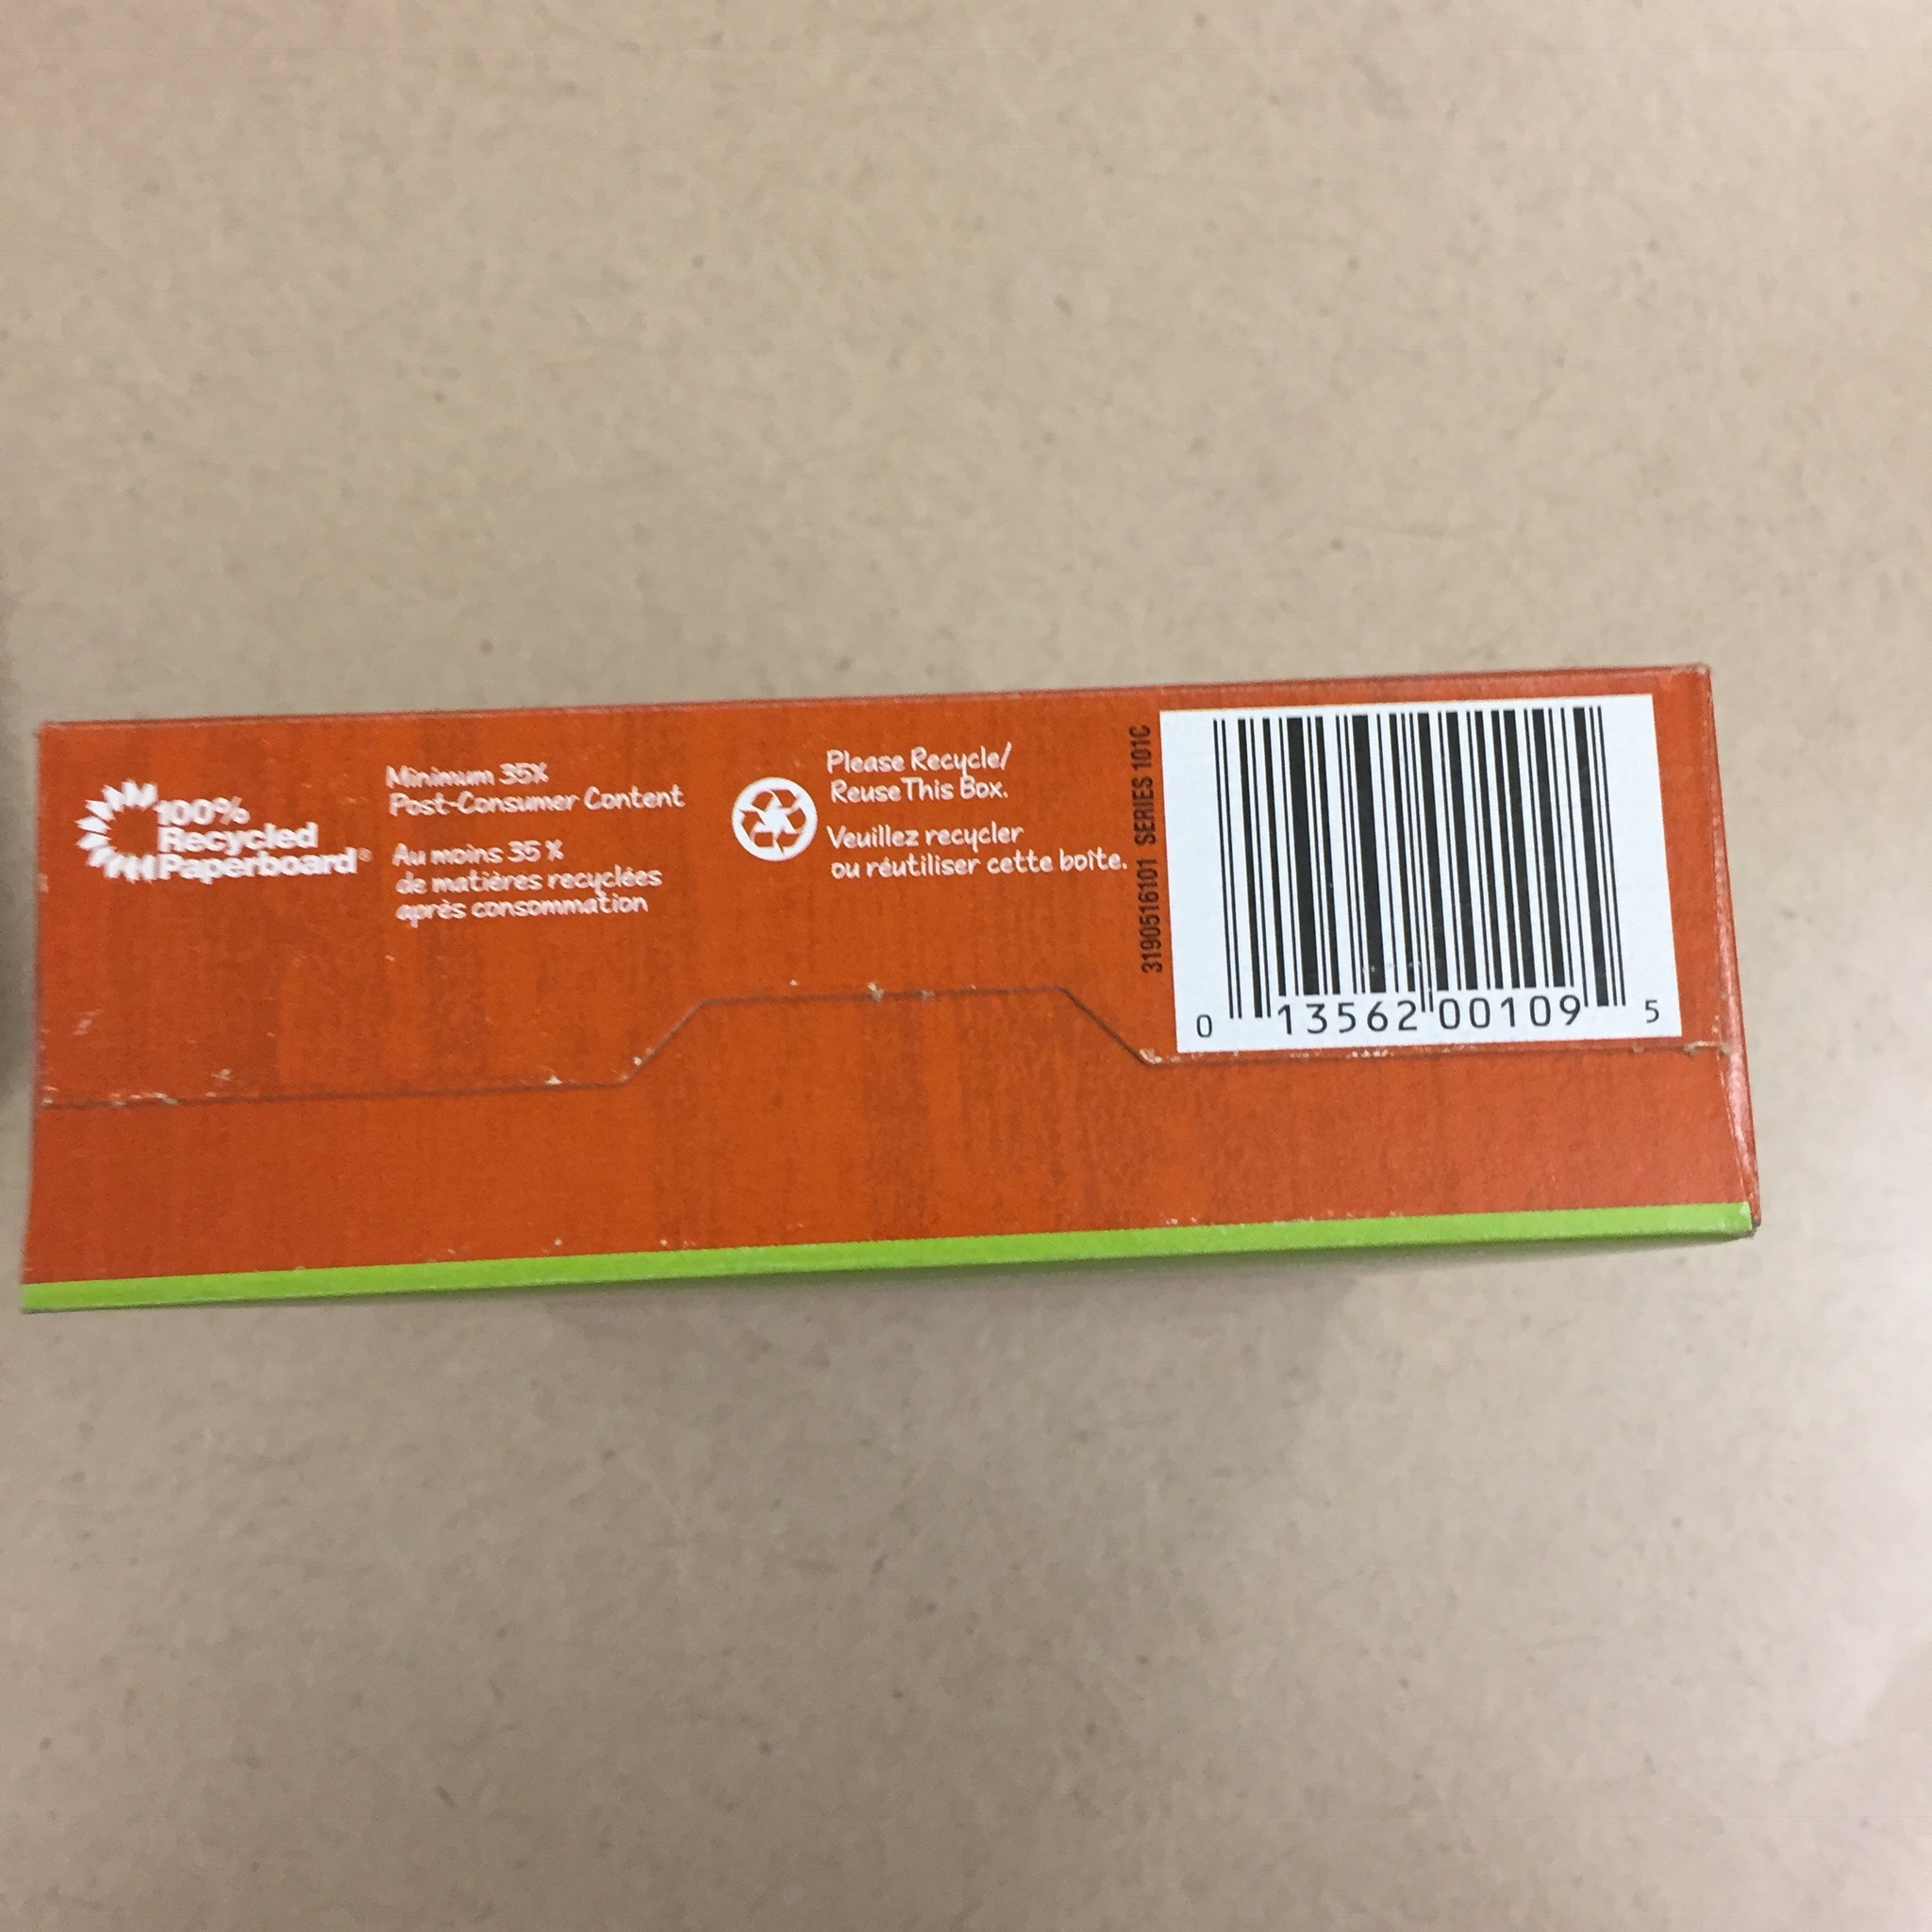 100%
Recycled
Paperboard®
Minimum 35%
Post-Consumer Content
Au moins 35 %
de matières recyclées
après consommation
Please Recycle/
Reuse This Box.
Veuillez recycler
ou réutiliser cette boîte.
3190516101 SERIES 101C
0 13562 00109 5